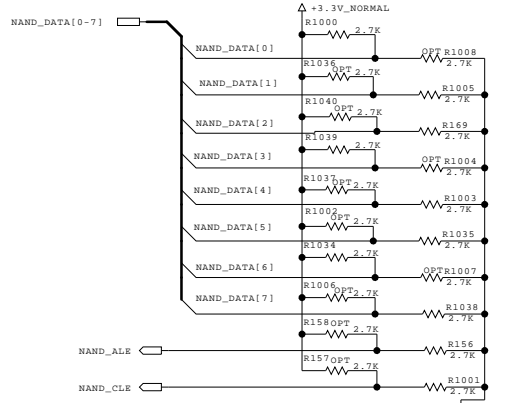 +3.3V_NORMAL
NAND_DATA[0-7]
R1000
2.7K
NAND_DATA[0]
OPT R1008
2.7K
R1036
OPT 2.7K
NAND_DATA[1]
R1005
2.7K
R1040
OPT 2.7K
NAND_DATA[2]
R169
2.7K
R1039
2.7K
NAND_DATA[3]
OPT R1004
2.7K
R1037
OPT 2.7K
NAND_DATA[4]
R1003
2.7K
R1002
OPT 2.7K
NAND_DATA[5]
R1035
2.7K
R1034
2.7K
NAND_DATA[6]
OPT R1007
2.7K
R1006
OPT 2.7K
NAND_DATA[7]
R1038
2.7K
R158 OPT
2.7K
NAND_ALE
R156
2.7K
R157 OPT
2.7K
NAND_CLE
R1001
2.7K